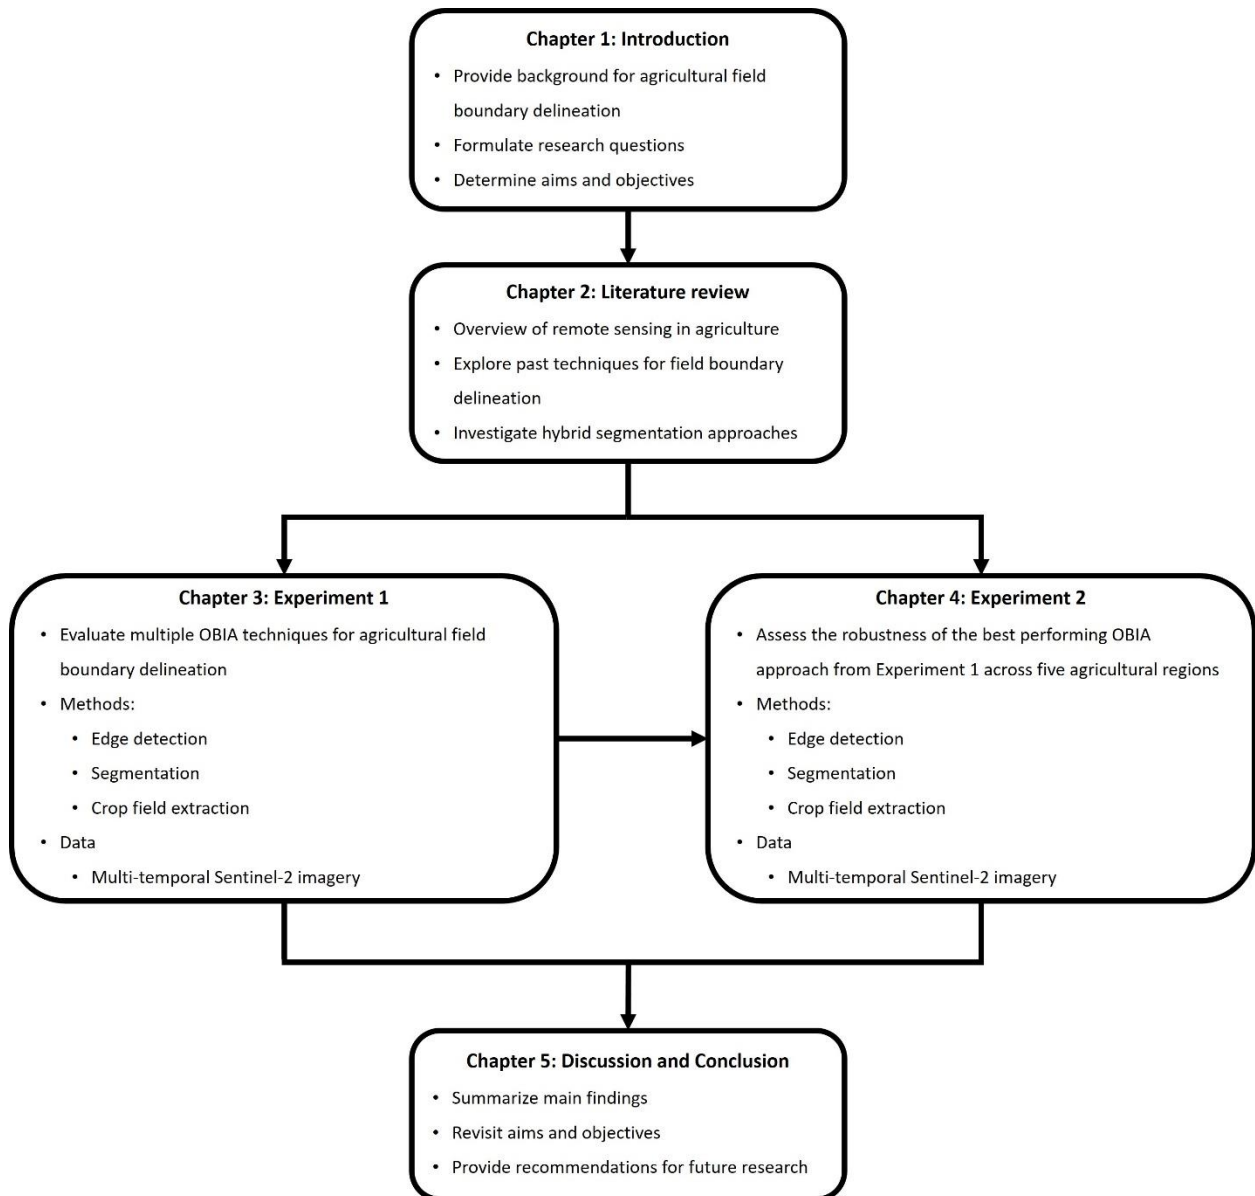 Chapter 1: Introduction
• Provide background for agricultural field
boundary delineation
• Formulate research questions
• Determine aims and objectives
Chapter 2: Literature review
• Overview of remote sensing in agriculture
• Explore past techniques for field boundary
delineation
• Investigate hybrid segmentation approaches
Chapter 3: Experiment 1
• Evaluate multiple OBIA techniques for agricultural field
boundary delineation
• Methods:
• Edge detection
• Segmentation
• Crop field extraction
• Data
• Multi-temporal Sentinel-2 imagery
Chapter 4: Experiment 2
• Assess the robustness of the best performing OBIA
approach from Experiment 1 across five agricultural regions
• Methods:
• Edge detection
• Segmentation
• Crop field extraction
• Data
• Multi-temporal Sentinel-2 imagery
Chapter 5: Discussion and Conclusion
• Summarize main findings
• Revisit aims and objectives
• Provide recommendations for future research